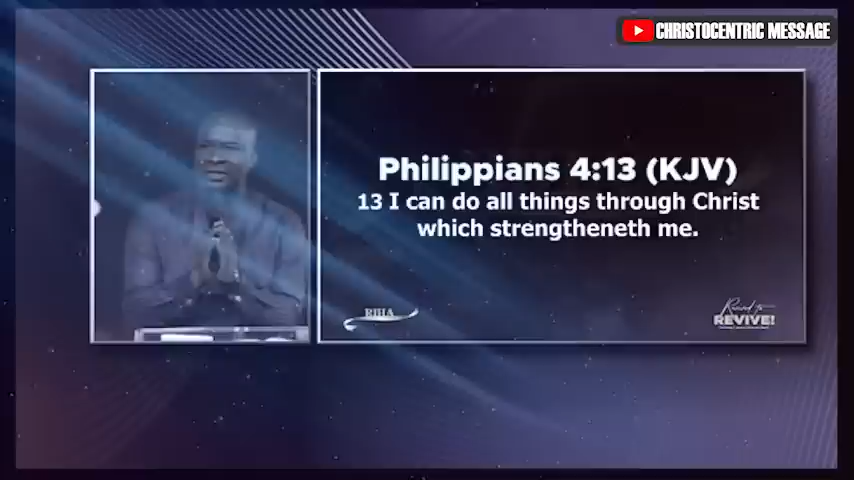 CHRISTOCENTRIC MESSAGE
Philippians 4:13 (KJV)
13 I can do all things through Christ
which strengtheneth me.
REVIVE!